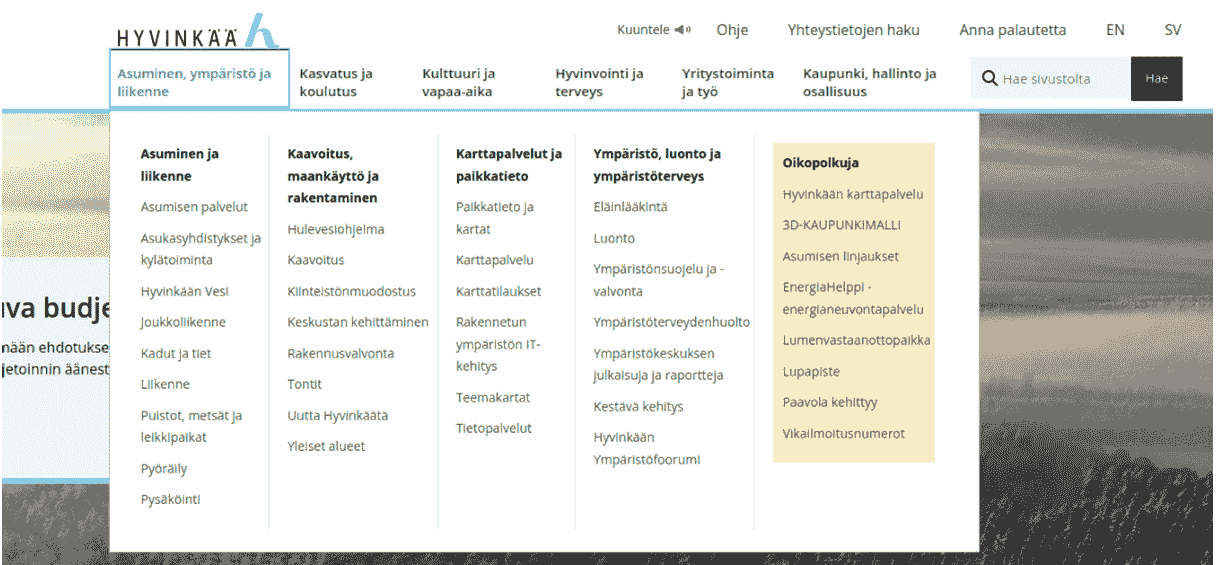 HYVINKÄÄ
Kuuntele
Ohje
Yhteystietojen haku
Anna palautetta
EN
SV
Asuminen, ympäristö ja
liikenne
Kasvatus ja
koulutus
Kulttuuri ja
vapaa-aika
Hyvinvointi ja
terveys
Yritystoiminta
ja työ
Kaupunki, hallinto ja
osallisuus
Hae sivustolta
Hae
Asuminen ja
liikenne
Asumisen palvelut
Asukasyhdistykset ja
kylätoiminta
Hyvinkään Vesi
Joukkoliikenne
Kadut ja tiet
Liikenne
Puistot, metsät ja
leikkipaikat
Pyöräily
Pysäköinti
Kaavoitus,
maankäyttö ja
rakentaminen
Hulevesiohjelma
Kaavoitus
Kiinteistönmuodostus
Keskustan kehittäminen
Rakennusvalvonta
Tontit
Uutta Hyvinkäätä
Yleiset alueet
Karttapalvelut ja
paikkatieto
Paikkatieto ja
kartat
Karttapalvelu
Karttatilaukset
Rakennetun
ympäristön IT-
kehitys
Teemakartat
Tietopalvelut
Ympäristö, luonto ja
ympäristöterveys
Eläinlääkintä
Luonto
Ympäristönsuojelu ja -
valvonta
Ympäristöterveydenhuolto
Ympäristökeskuksen
julkaisuja ja raportteja
Kestävä kehitys
Hyvinkään
Ympäristöfoorumi
Oikopolkuja
Hyvinkään karttapalvelu
3D-KAUPUNKIMALLI
Asumisen linjaukset
EnergiaHelppi -
energianeuvontapalvelu
Lumenvastaanottopaikka
Lupapiste
Paavola kehittyy
Vikailmoitusnumerot
va budje
mään ehdotukse
jetoinnin äänest